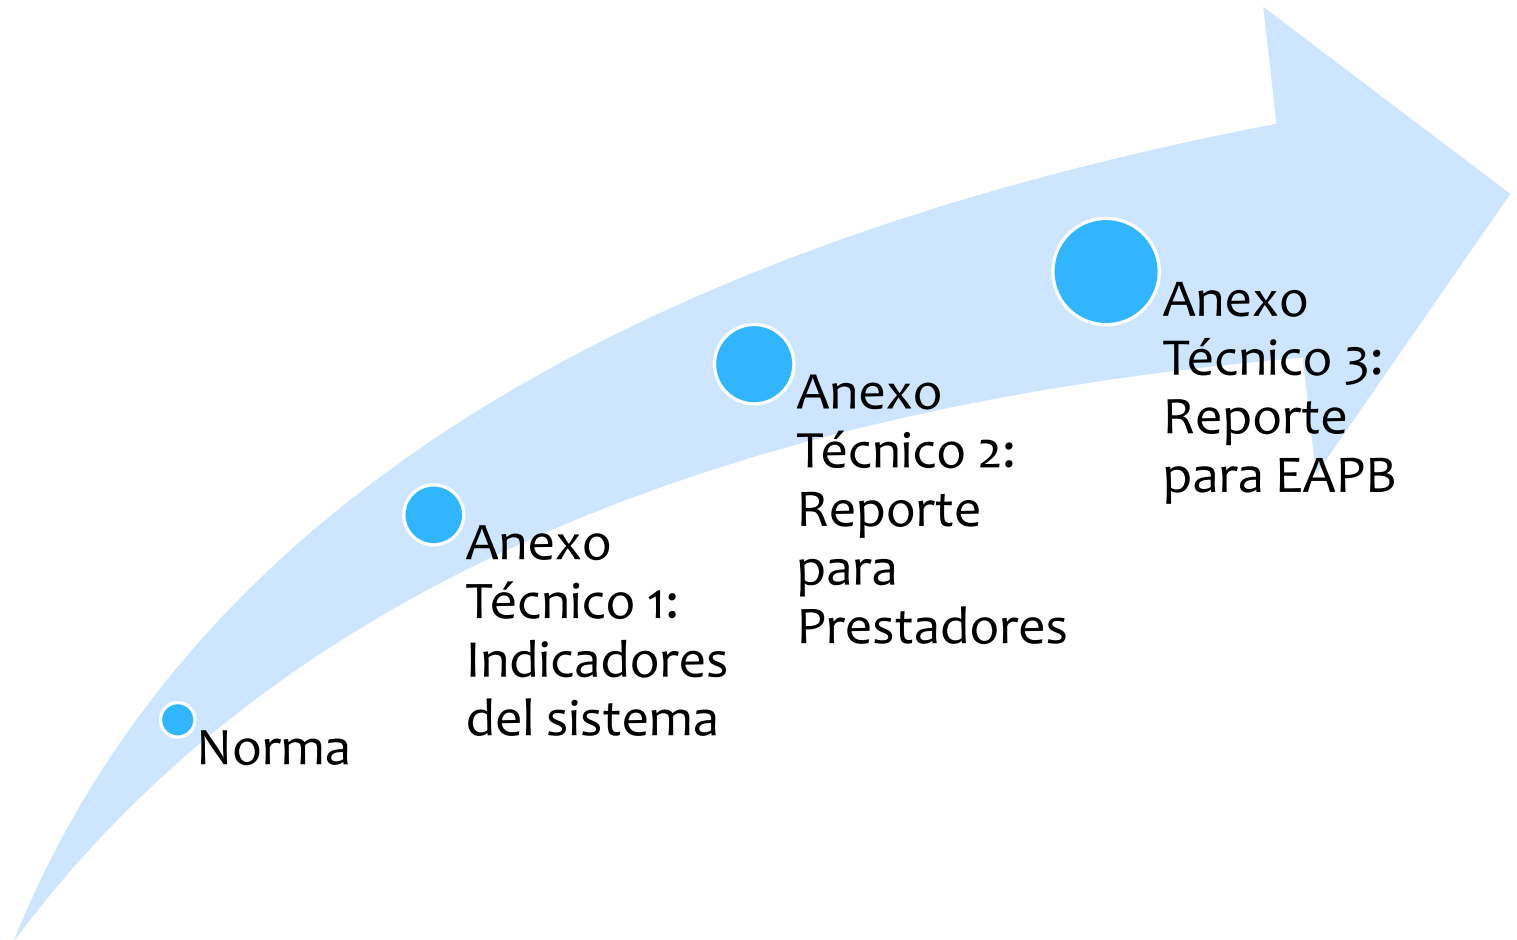 Norma
Anexo
Técnico 1:
Indicadores
del sistema
Anexo
Técnico 2:
Reporte
para
Prestadores
Anexo
Técnico 3:
Reporte
para EAPB